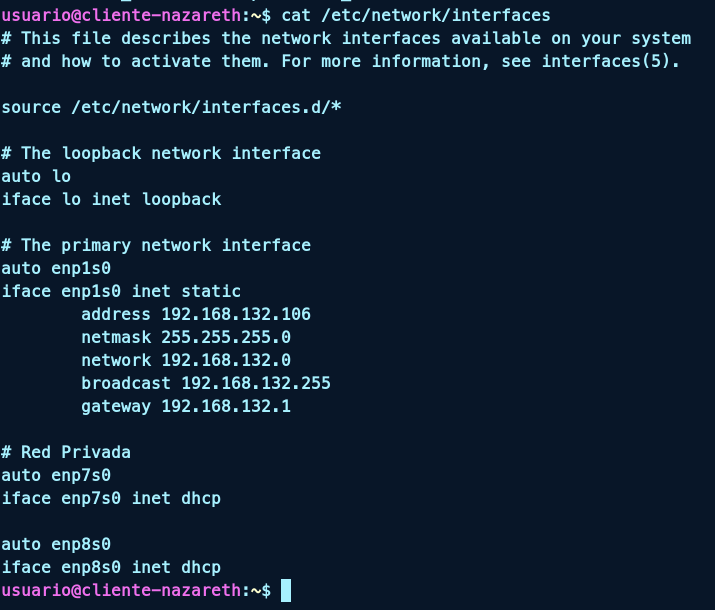 usuario@cliente-nazareth:~$ cat /etc/network/interfaces
# This file describes the network interfaces available on your system
# and how to activate them. For more information, see interfaces(5).
source /etc/network/interfaces.d/*
# The loopback network interface
auto lo
iface lo inet loopback
# The primary network interface
auto enp1s0
iface enp1s0 inet static
        address 192.168.132.106
        netmask 255.255.255.0
        network 192.168.132.0
        broadcast 192.168.132.255
        gateway 192.168.132.1
# Red Privada
auto enp7s0
iface enp7s0 inet dhcp
auto enp8s0
iface enp8s0 inet dhcp
usuario@cliente-nazareth:~$